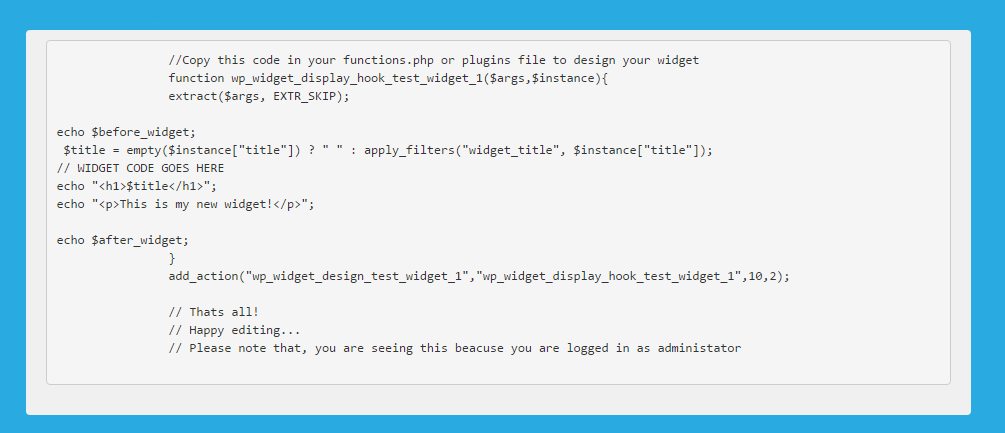 //Copy this code in your functions.php or plugins file to design your widget
function wp_widget_display_hook_test_widget_1($args,$instance){
extract($args, EXTR_SKIP);
echo $before_widget;
$title = empty($instance["title"]) ? " " : apply_filters("widget_title", $instance["title"]);
// WIDGET CODE GOES HERE
echo "<h1>$title</h1>";
echo "<p>This is my new widget!</p>";
echo $after_widget;
}
add_action("wp_widget_design_test_widget_1","wp_widget_display_hook_test_widget_1",10,2);
// Thats all!
// Happy editing...
// Please note that, you are seeing this beacuse you are logged in as administator